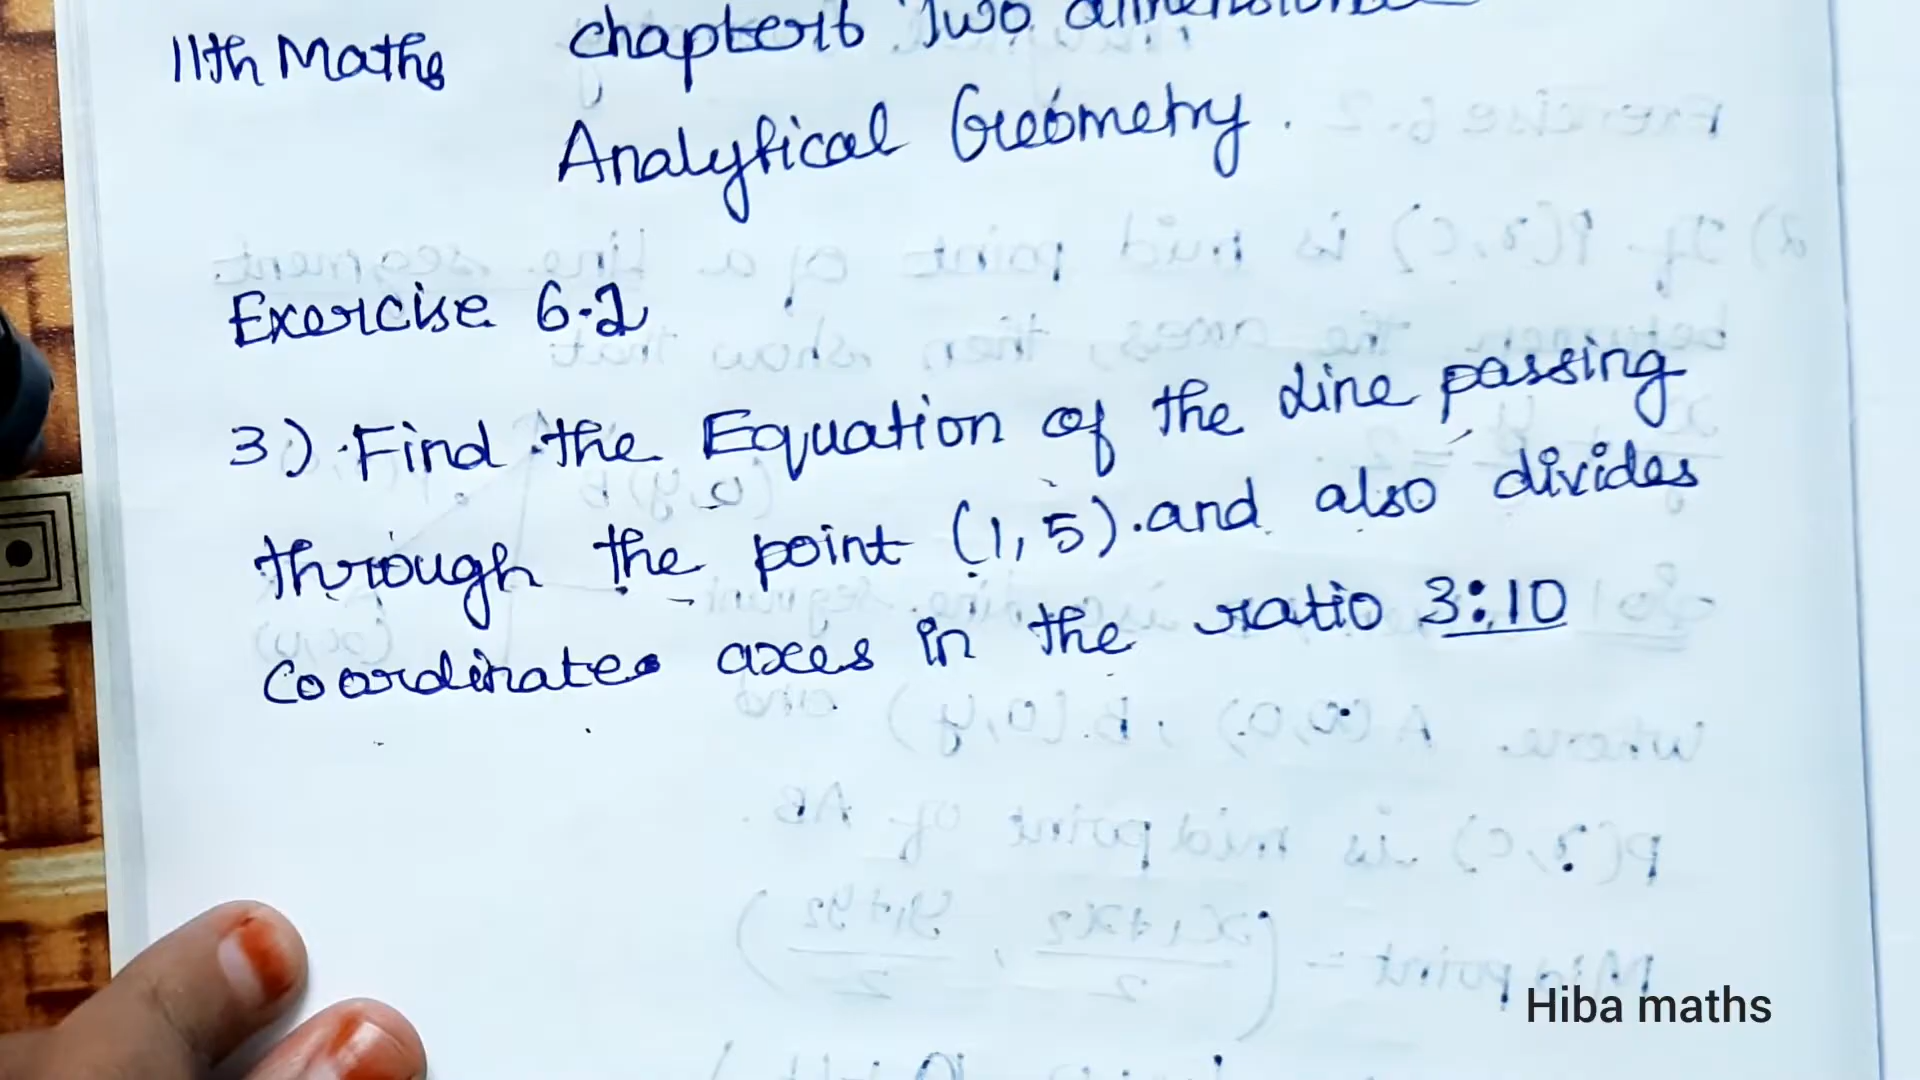 11th Maths chapter 6 Two dimensional
Analytical Geometry.
Exercise 6.2
3) Find the Equation of the Line passing
through the point (1, 5) and also divides
Coordinates axes in the ratio 3:10
Hiba maths